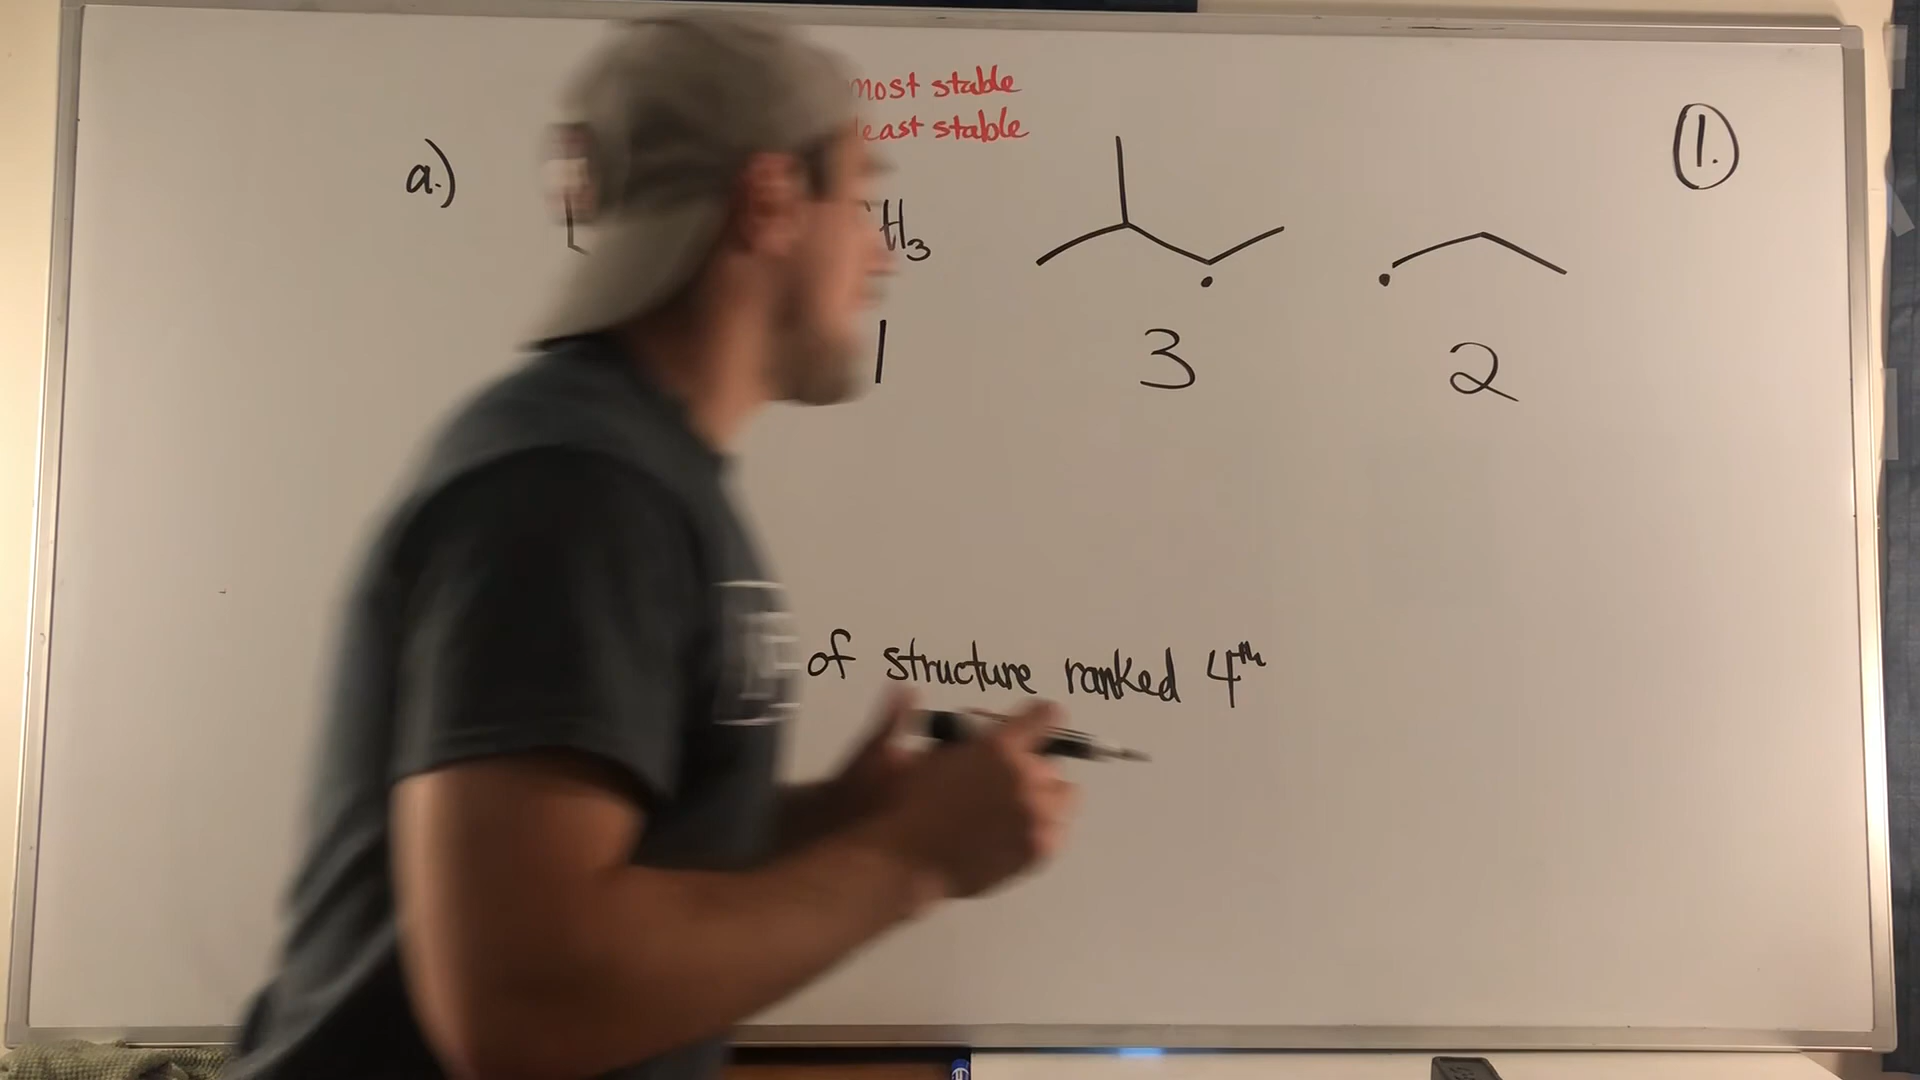 most stable
least stable
a.)
1.
H3
1
3
2
of structure ranked 4th